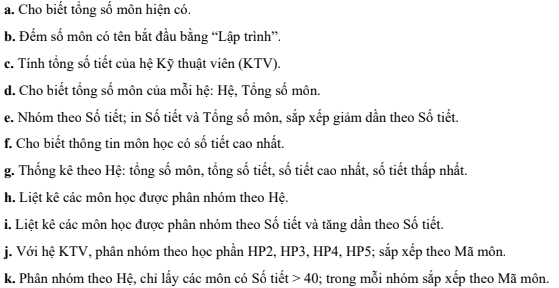 a. Cho biết tổng số môn hiện có.
b. Đếm số môn có tên bắt đầu bằng “Lập trình”.
c. Tính tổng số tiết của hệ Kỹ thuật viên (KTV).
d. Cho biết tổng số môn của mỗi hệ: Hệ, Tổng số môn.
e. Nhóm theo Số tiết; in Số tiết và Tổng số môn, sắp xếp giảm dần theo Số tiết.
f. Cho biết thông tin môn học có số tiết cao nhất.
g. Thống kê theo Hệ: tổng số môn, tổng số tiết, số tiết cao nhất, số tiết thấp nhất.
h. Liệt kê các môn học được phân nhóm theo Hệ.
i. Liệt kê các môn học được phân nhóm theo Số tiết và tăng dần theo Số tiết.
j. Với hệ KTV, phân nhóm theo học phần HP2, HP3, HP4, HP5; sắp xếp theo Mã môn.
k. Phân nhóm theo Hệ, chỉ lấy các môn có Số tiết > 40; trong mỗi nhóm sắp xếp theo Mã môn.